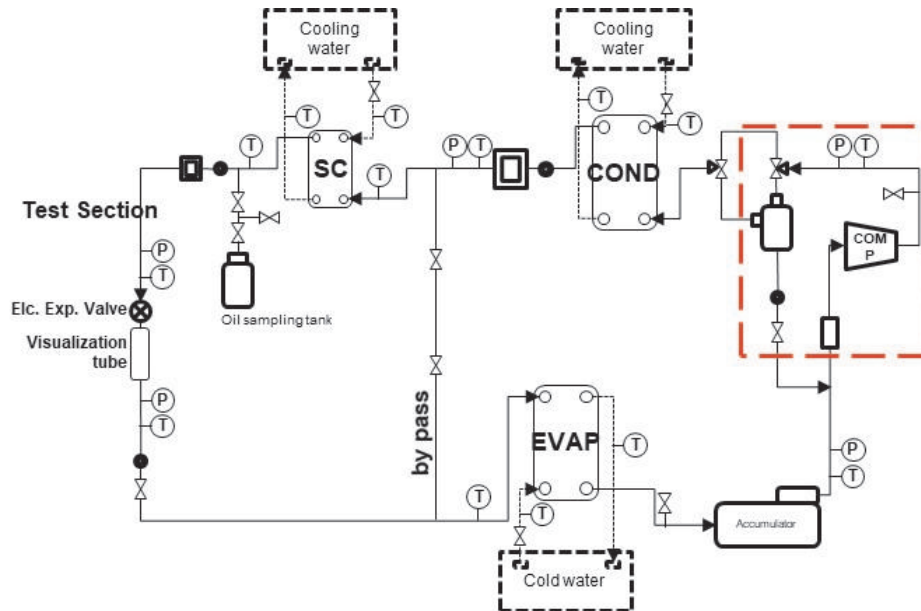 Cooling
water
Cooling
water
T
T
T
T
T
P
T
SC
T
COND
P
T
Test Section
COM
P
P
T
Elc. Exp. Valve
Oil sampling tank
Visualization
tube
P
T
by pass
EVAP
T
P
T
T
T
Accumulator
Cold water